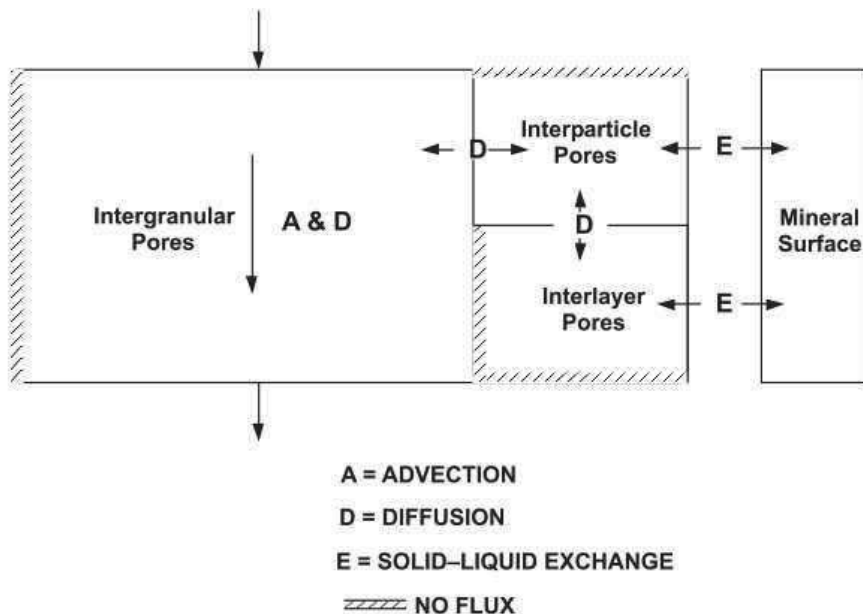 Intergranular
Pores
A & D
D
Interparticle
Pores
E
Mineral
Surface
D
Interlayer
Pores
E
A = ADVECTION
D = DIFFUSION
E = SOLID–LIQUID EXCHANGE
NO FLUX